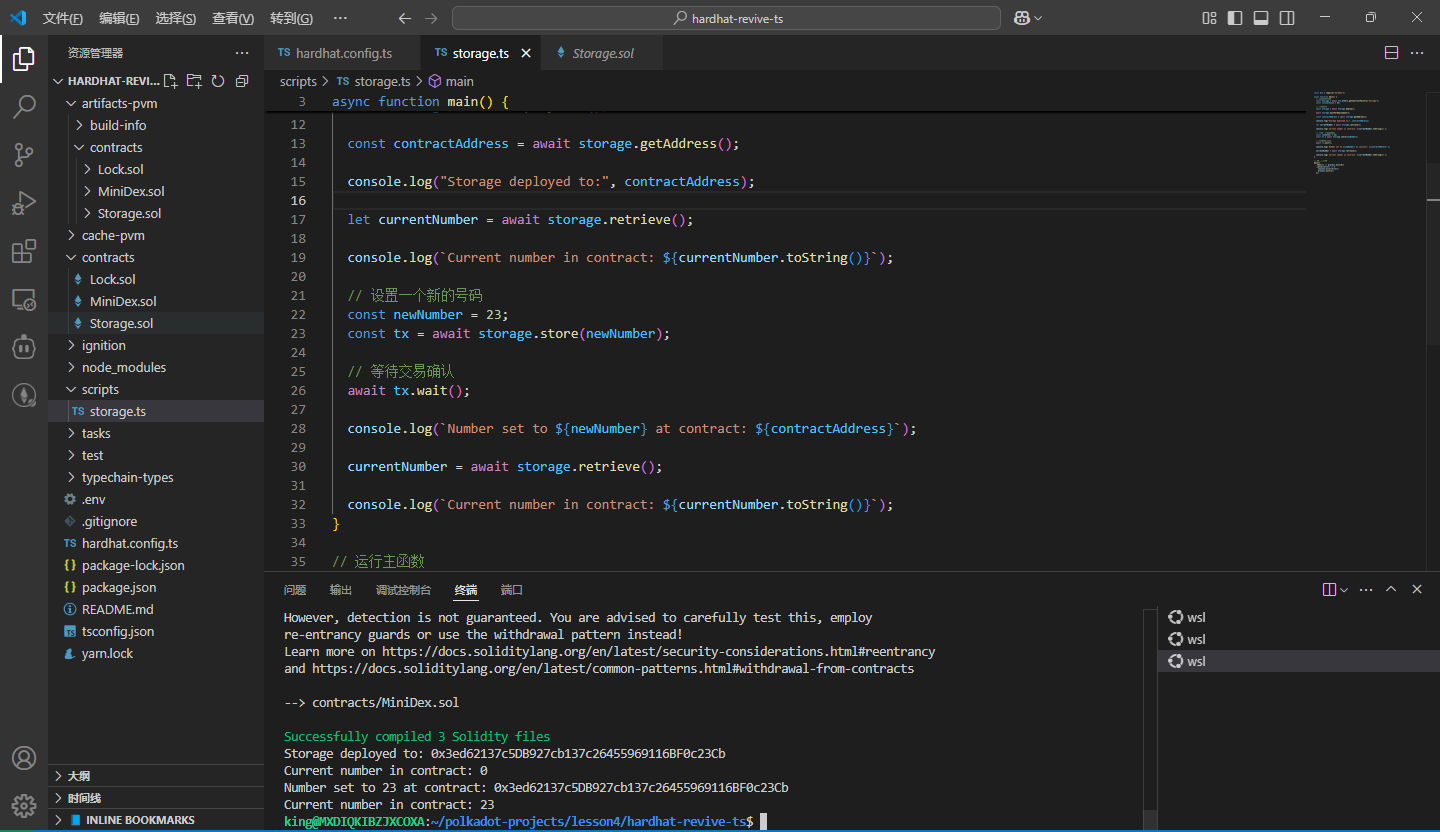 文件(F) 编辑(E) 选择(S) 查看(V) 转到(G) ···
hardhat-revive-ts
资源管理器
HARDHAT-REVI...
artifacts-pvm
build-info
contracts
Lock.sol
MiniDex.sol
Storage.sol
cache-pvm
contracts
Lock.sol
MiniDex.sol
Storage.sol
ignition
node_modules
scripts
TS storage.ts
tasks
test
typechain-types
.env
.gitignore
TS hardhat.config.ts
{} package-lock.json
{} package.json
README.md
TS tsconfig.json
yarn.lock
大纲
时间线
INLINE BOOKMARKS
TS hardhat.config.ts
TS storage.ts
Storage.sol
scripts > TS storage.ts > main
3 async function main() {
12
13 const contractAddress = await storage.getAddress();
14
15 console.log("Storage deployed to:", contractAddress);
16
17 let currentNumber = await storage.retrieve();
18
19 console.log(`Current number in contract: ${currentNumber.toString()}`);
20
21 // 设置一个新的号码
22 const newNumber = 23;
23 const tx = await storage.store(newNumber);
24
25 // 等待交易确认
26 await tx.wait();
27
28 console.log(`Number set to ${newNumber} at contract: ${contractAddress}`);
29
30 currentNumber = await storage.retrieve();
31
32 console.log(`Current number in contract: ${currentNumber.toString()}`);
33 }
34
35 // 运行主函数
问题 输出 调试控制台 终端 端口
However, detection is not guaranteed. You are advised to carefully test this, employ
re-entrancy guards or use the withdrawal pattern instead!
Learn more on https://docs.soliditylang.org/en/latest/security-considerations.html#reentrancy
and https://docs.soliditylang.org/en/latest/common-patterns.html#withdrawal-from-contracts
--> contracts/MiniDex.sol
Successfully compiled 3 Solidity files
Storage deployed to: 0x3ed62137c5DB927cb137c26455969116BF0c23Cb
Current number in contract: 0
Number set to 23 at contract: 0x3ed62137c5DB927cb137c26455969116BF0c23Cb
Current number in contract: 23
king@MXDIQKIBZJXCOXA:~/polkadot-projects/lesson4/hardhat-revive-ts$
wsl
wsl
wsl